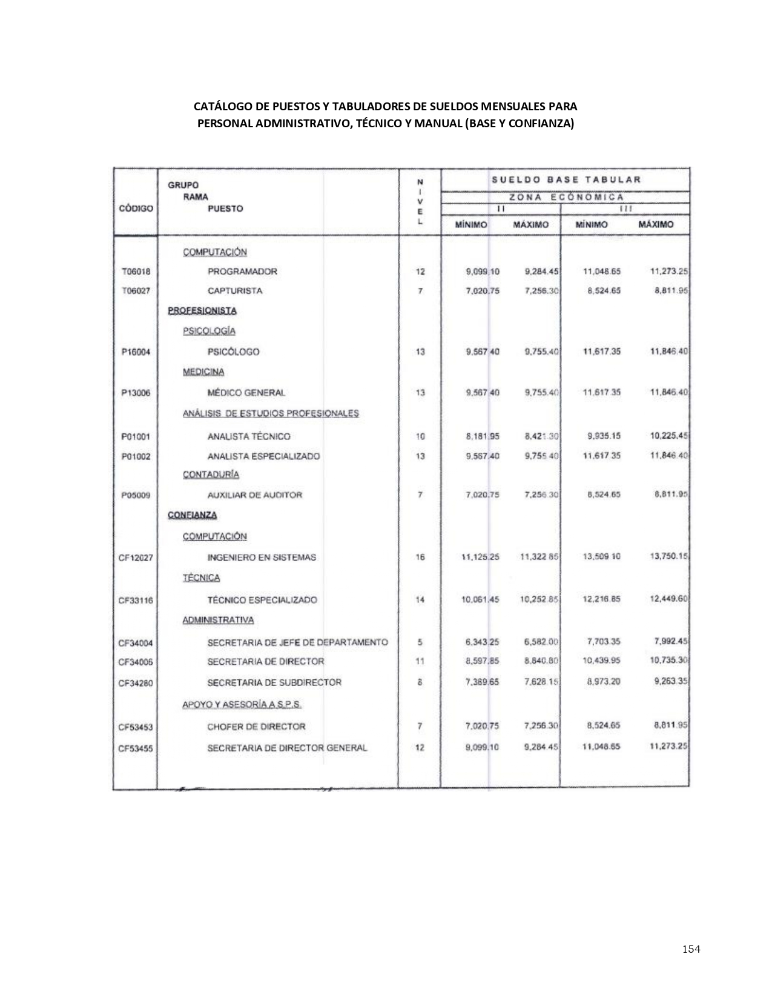 CATÁLOGO DE PUESTOS Y TABULADORES DE SUELDOS MENSUALES PARA
PERSONAL ADMINISTRATIVO, TÉCNICO Y MANUAL (BASE Y CONFIANZA)
CÓDIGO
GRUPO
RAMA
PUESTO
NIVEL
SUELDO BASE TABULAR
ZONA ECÓNOMICA
II III
MÍNIMO MÁXIMO MÍNIMO MÁXIMO
COMPUTACIÓN
T06018 PROGRAMADOR 12 9,099.10 9,284.45 11,048.65 11,273.25
T06027 CAPTURISTA 7 7,020.75 7,256.30 8,524.65 8,811.95
PROFESIONISTA
PSICOLOGÍA
P16004 PSICÓLOGO 13 9,567.40 9,755.40 11,617.35 11,846.40
MEDICINA
P13006 MÉDICO GENERAL 13 9,567.40 9,755.40 11,617.35 11,846.40
ANÁLISIS DE ESTUDIOS PROFESIONALES
P01001 ANALISTA TÉCNICO 10 8,181.95 8,421.30 9,935.15 10,225.45
P01002 ANALISTA ESPECIALIZADO 13 9,567.40 9,755.40 11,617.35 11,846.40
CONTADURÍA
P05009 AUXILIAR DE AUDITOR 7 7,020.75 7,256.30 8,524.65 8,811.95
CONFIANZA
COMPUTACIÓN
CF12027 INGENIERO EN SISTEMAS 16 11,125.25 11,322.85 13,509.10 13,750.15
TÉCNICA
CF33116 TÉCNICO ESPECIALIZADO 14 10,061.45 10,252.85 12,216.85 12,449.60
ADMINISTRATIVA
CF34004 SECRETARIA DE JEFE DE DEPARTAMENTO 5 6,343.25 6,582.00 7,703.35 7,992.45
SECRETARIA DE DIRECTOR 11 8,597.85 8,840.80 10,439.95 10,735.30
CF34280 SECRETARIA DE SUBDIRECTOR 8 7,389.65 7,628.15 8,973.20 9,263.35
APOYO Y ASESORÍA A S.P.S.
CF53453 CHOFER DE DIRECTOR 7 7,020.75 7,256.30 8,524.65 8,811.95
CF53455 SECRETARIA DE DIRECTOR GENERAL 12 9,099.10 9,284.45 11,048.65 11,273.25
154